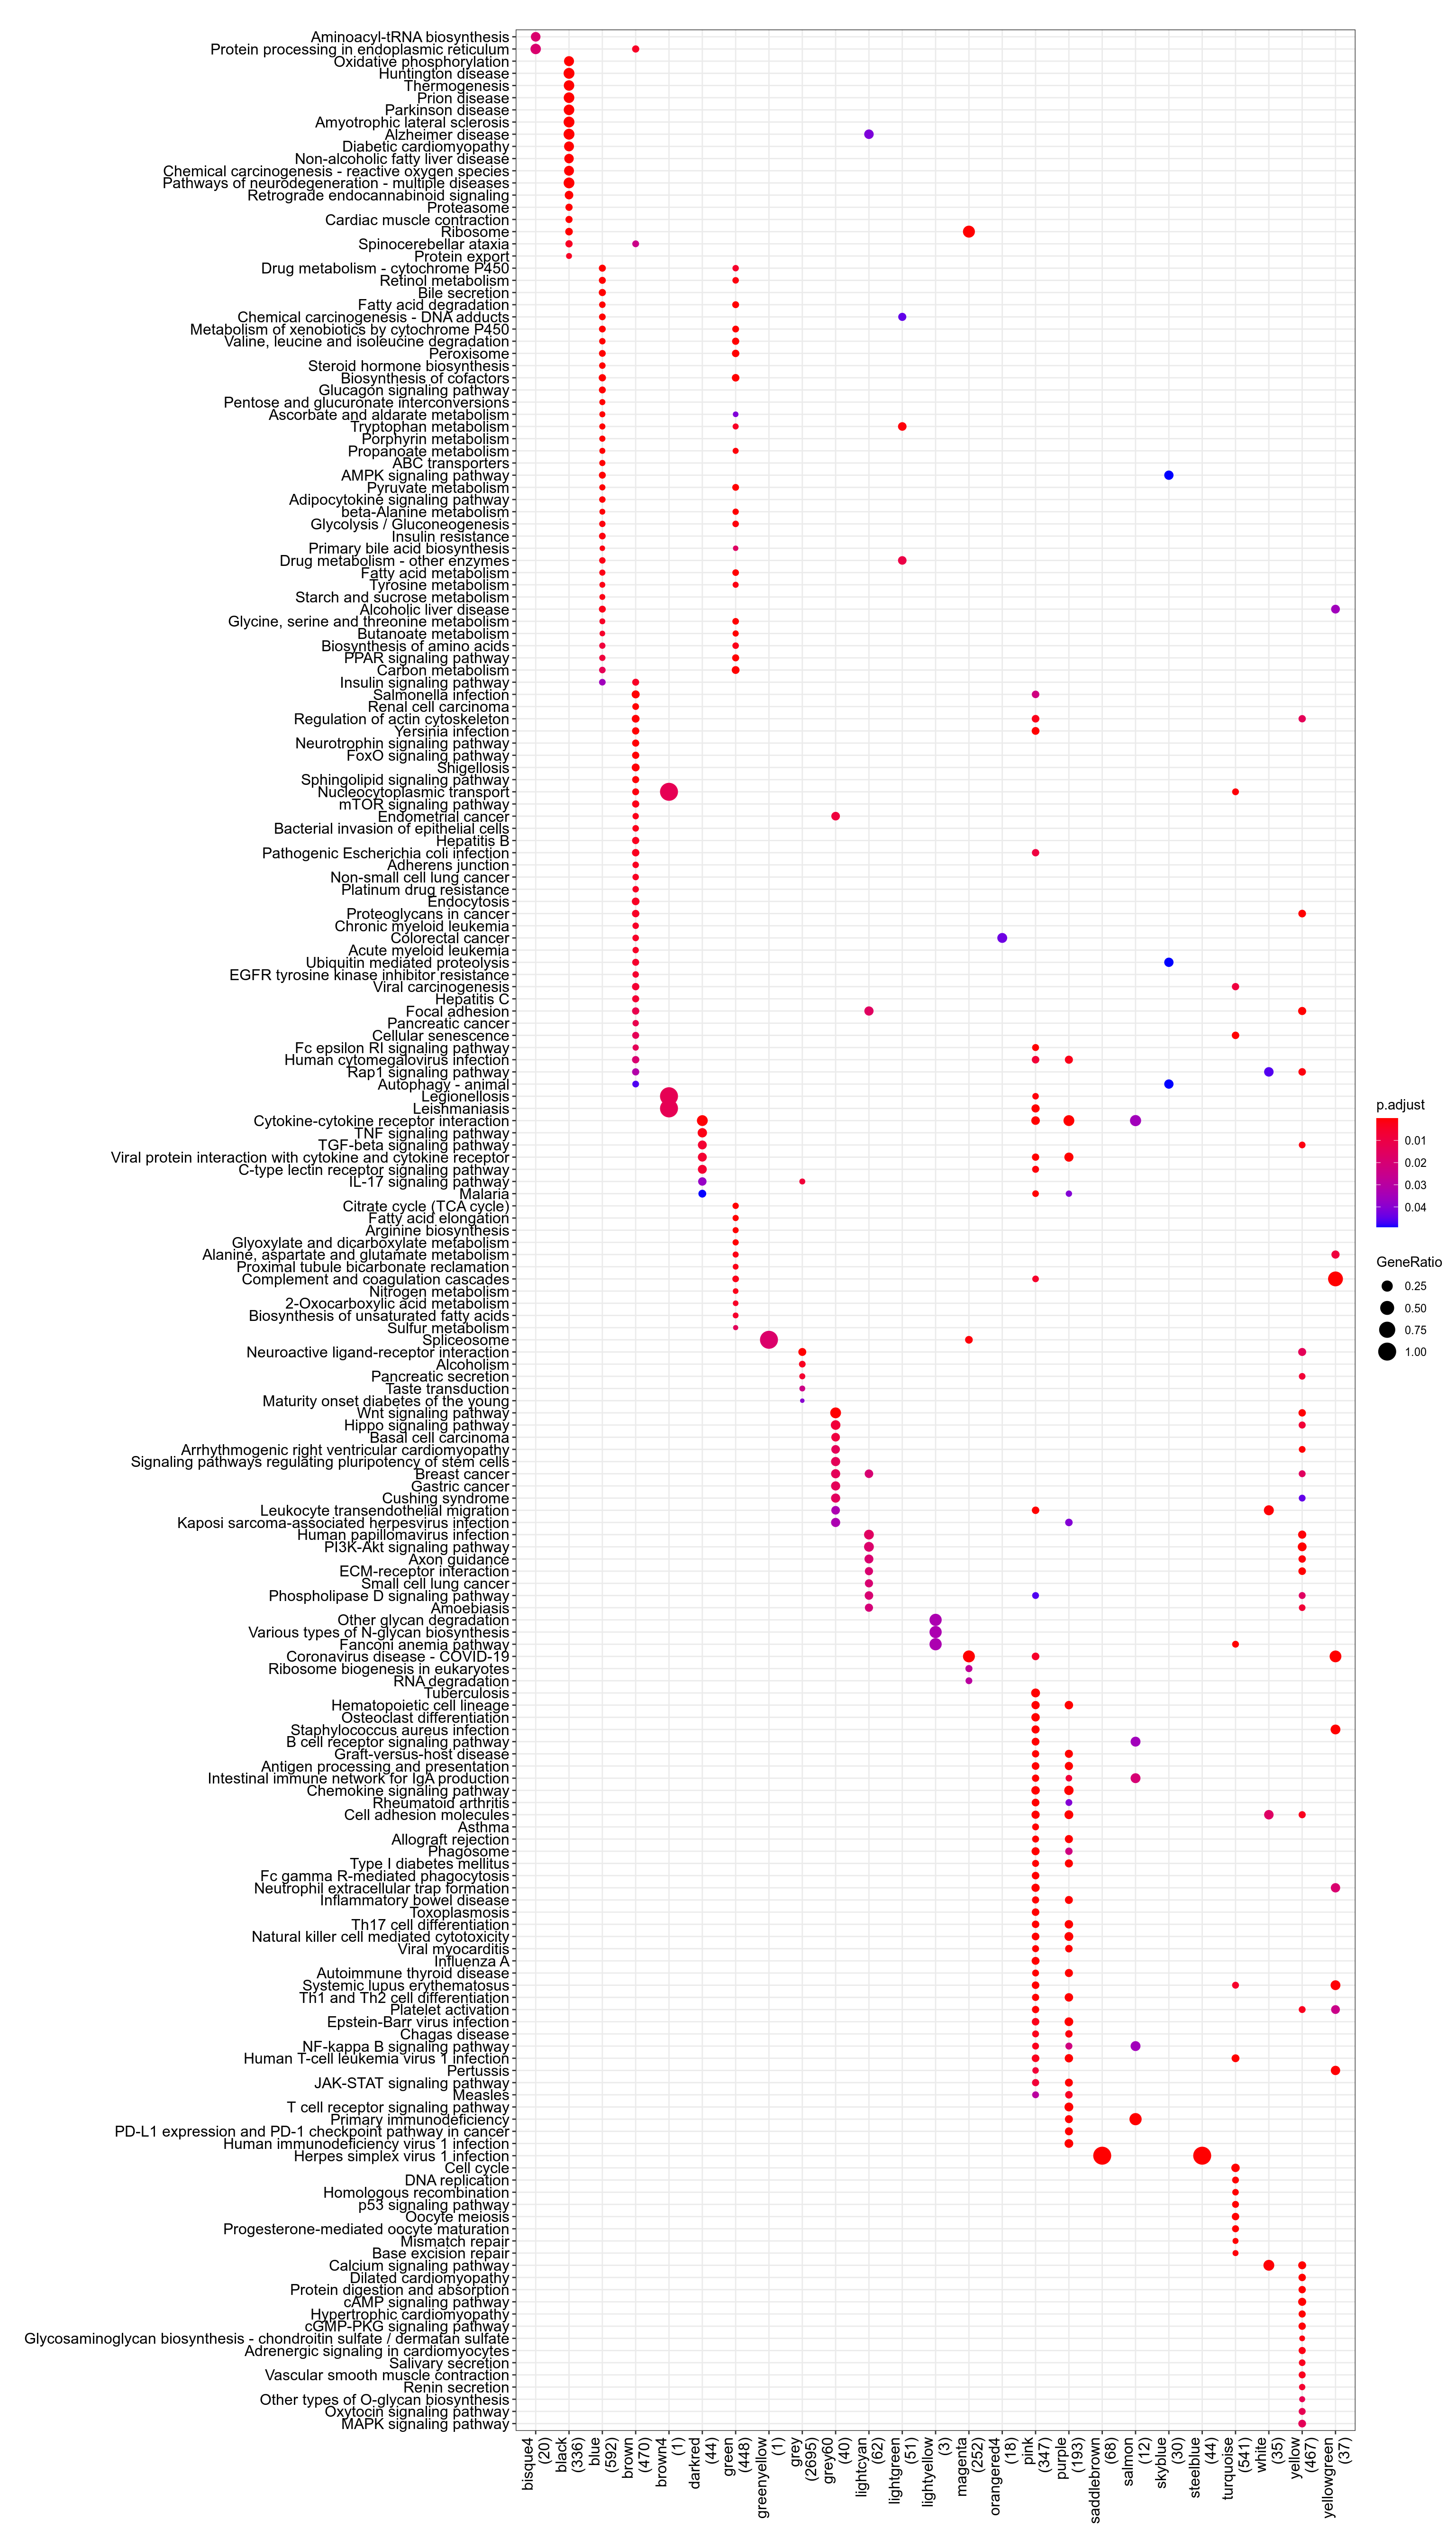 Aminoacyl-tRNA biosynthesis
Protein processing in endoplasmic reticulum
Oxidative phosphorylation
Huntington disease
Thermogenesis
Prion disease
Parkinson disease
Amyotrophic lateral sclerosis
Alzheimer disease
Diabetic cardiomyopathy
Non-alcoholic fatty liver disease
Chemical carcinogenesis - reactive oxygen species
Pathways of neurodegeneration - multiple diseases
Retrograde endocannabinoid signaling
Proteasome
Cardiac muscle contraction
Ribosome
Spinocerebellar ataxia
Protein export
Drug metabolism - cytochrome P450
Retinol metabolism
Bile secretion
Fatty acid degradation
Chemical carcinogenesis - DNA adducts
Metabolism of xenobiotics by cytochrome P450
Valine, leucine and isoleucine degradation
Peroxisome
Steroid hormone biosynthesis
Biosynthesis of cofactors
Glucagon signaling pathway
Pentose and glucuronate interconversions
Ascorbate and aldarate metabolism
Tryptophan metabolism
Porphyrin metabolism
Propanoate metabolism
ABC transporters
AMPK signaling pathway
Pyruvate metabolism
Adipocytokine signaling pathway
beta-Alanine metabolism
Glycolysis / Gluconeogenesis
Insulin resistance
Primary bile acid biosynthesis
Drug metabolism - other enzymes
Fatty acid metabolism
Tyrosine metabolism
Starch and sucrose metabolism
Alcoholic liver disease
Glycine, serine and threonine metabolism
Butanoate metabolism
Biosynthesis of amino acids
PPAR signaling pathway
Carbon metabolism
Insulin signaling pathway
Salmonella infection
Renal cell carcinoma
Regulation of actin cytoskeleton
Yersinia infection
Neurotrophin signaling pathway
FoxO signaling pathway
Shigellosis
Sphingolipid signaling pathway
Nucleocytoplasmic transport
mTOR signaling pathway
Endometrial cancer
Bacterial invasion of epithelial cells
Hepatitis B
Pathogenic Escherichia coli infection
Adherens junction
Non-small cell lung cancer
Platinum drug resistance
Endocytosis
Proteoglycans in cancer
Chronic myeloid leukemia
Colorectal cancer
Acute myeloid leukemia
Ubiquitin mediated proteolysis
EGFR tyrosine kinase inhibitor resistance
Viral carcinogenesis
Hepatitis C
Focal adhesion
Pancreatic cancer
Cellular senescence
Fc epsilon RI signaling pathway
Human cytomegalovirus infection
Rap1 signaling pathway
Autophagy - animal
Legionellosis
Leishmaniasis
Cytokine-cytokine receptor interaction
TNF signaling pathway
TGF-beta signaling pathway
Viral protein interaction with cytokine and cytokine receptor
C-type lectin receptor signaling pathway
IL-17 signaling pathway
Malaria
Citrate cycle (TCA cycle)
Fatty acid elongation
Arginine biosynthesis
Glyoxylate and dicarboxylate metabolism
Alanine, aspartate and glutamate metabolism
Proximal tubule bicarbonate reclamation
Complement and coagulation cascades
Nitrogen metabolism
2-Oxocarboxylic acid metabolism
Biosynthesis of unsaturated fatty acids
Sulfur metabolism
Spliceosome
Neuroactive ligand-receptor interaction
Alcoholism
Pancreatic secretion
Taste transduction
Maturity onset diabetes of the young
Wnt signaling pathway
Hippo signaling pathway
Basal cell carcinoma
Arrhythmogenic right ventricular cardiomyopathy
Signaling pathways regulating pluripotency of stem cells
Breast cancer
Gastric cancer
Cushing syndrome
Leukocyte transendothelial migration
Kaposi sarcoma-associated herpesvirus infection
Human papillomavirus infection
PI3K-Akt signaling pathway
Axon guidance
ECM-receptor interaction
Small cell lung cancer
Phospholipase D signaling pathway
Amoebiasis
Other glycan degradation
Various types of N-glycan biosynthesis
Fanconi anemia pathway
Coronavirus disease - COVID-19
Ribosome biogenesis in eukaryotes
RNA degradation
Tuberculosis
Hematopoietic cell lineage
Osteoclast differentiation
Staphylococcus aureus infection
B cell receptor signaling pathway
Graft-versus-host disease
Antigen processing and presentation
Intestinal immune network for IgA production
Chemokine signaling pathway
Rheumatoid arthritis
Cell adhesion molecules
Asthma
Allograft rejection
Phagosome
Type I diabetes mellitus
Fc gamma R-mediated phagocytosis
Neutrophil extracellular trap formation
Inflammatory bowel disease
Toxoplasmosis
Th17 cell differentiation
Natural killer cell mediated cytotoxicity
Viral myocarditis
Influenza A
Autoimmune thyroid disease
Systemic lupus erythematosus
Th1 and Th2 cell differentiation
Platelet activation
Epstein-Barr virus infection
Chagas disease
NF-kappa B signaling pathway
Human T-cell leukemia virus 1 infection
Pertussis
JAK-STAT signaling pathway
Measles
T cell receptor signaling pathway
Primary immunodeficiency
PD-L1 expression and PD-1 checkpoint pathway in cancer
Human immunodeficiency virus 1 infection
Herpes simplex virus 1 infection
Cell cycle
DNA replication
Homologous recombination
p53 signaling pathway
Oocyte meiosis
Progesterone-mediated oocyte maturation
Mismatch repair
Base excision repair
Calcium signaling pathway
Dilated cardiomyopathy
Protein digestion and absorption
cAMP signaling pathway
Hypertrophic cardiomyopathy
cGMP-PKG signaling pathway
Glycosaminoglycan biosynthesis - chondroitin sulfate / dermatan sulfate
Adrenergic signaling in cardiomyocytes
Salivary secretion
Vascular smooth muscle contraction
Renin secretion
Other types of O-glycan biosynthesis
Oxytocin signaling pathway
MAPK signaling pathway
bisque4
(20)
black
(336)
blue
(592)
brown
(470)
brown4
(1)
darkred
(44)
green
(448)
greenyellow
(1)
grey
(2695)
grey60
(40)
lightcyan
(62)
lightgreen
(51)
lightyellow
(3)
magenta
(252)
orangered4
(18)
pink
(347)
purple
(193)
saddlebrown
(68)
salmon
(12)
skyblue
(30)
steelblue
(44)
turquoise
(541)
white
(35)
yellow
(467)
yellowgreen
(37)
p.adjust
0.01
0.02
0.03
0.04
GeneRatio
0.25
0.50
0.75
1.00